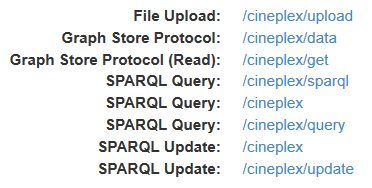 File Upload: /cineplex/upload
Graph Store Protocol: /cineplex/data
Graph Store Protocol (Read): /cineplex/get
SPARQL Query: /cineplex/sparql
SPARQL Query: /cineplex
SPARQL Query: /cineplex/query
SPARQL Update: /cineplex
SPARQL Update: /cineplex/update